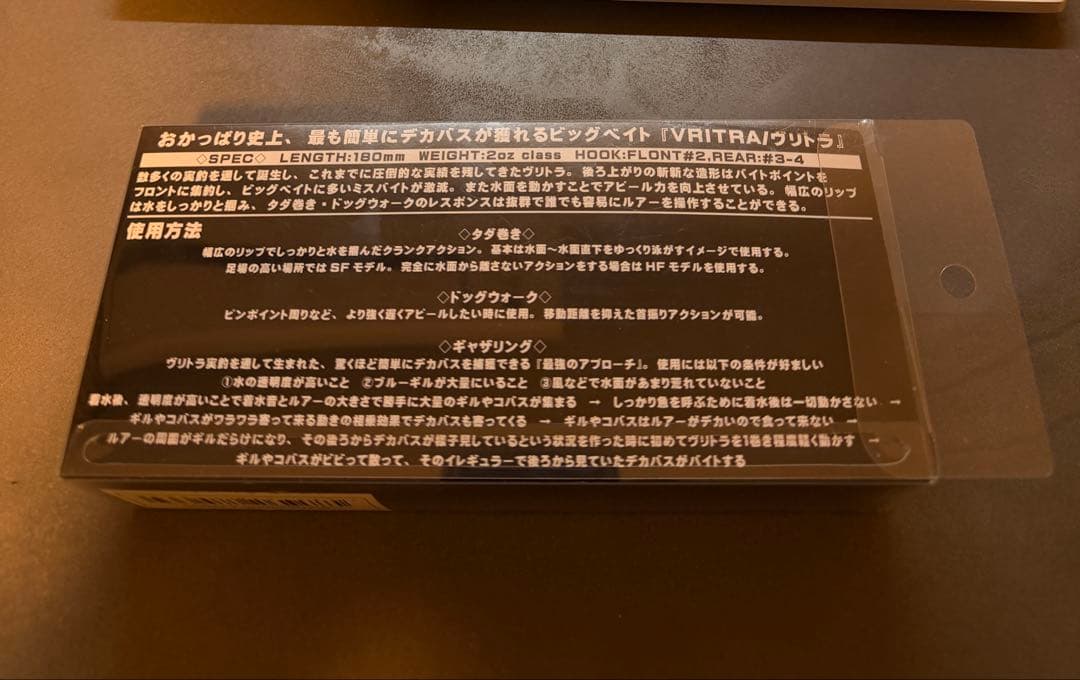 おかっぱり史上、最も簡単にデカバスが獲れるビッグベイト『VRITRA/ヴリトラ』
◇SPEC◇ LENGTH:160mm WEIGHT:2oz class HOOK:FLONT#2,REAR:#3-4
数多くの実釣を通して誕生し、これまでに圧倒的な実績を残してきたヴリトラ。後ろ上がりの斬新な造形はバイトポイントを
フロントに集約し、ビッグベイトに多いミスバイトが激減。また水面を動かすことでアピール力を向上させている。幅広のリップ
は水をしっかりと掴み、タダ巻き・ドッグウォークのレスポンスは抜群で誰でも容易にルアーを操作することができる。
使用方法
◇タダ巻き◇
幅広のリップでしっかりと水を掴んだクランクアクション。基本は水面〜水面直下をゆっくり泳がすイメージで使用する。
足場の高い場所ではSFモデル。完全に水面から離さないアクションをする場合はHFモデルを使用する。
◇ドッグウォーク◇
ピンポイント周りなど、より強く遅くアピールしたい時に使用。移動距離を抑えた首振りアクションが可能。
◇ギャザリング◇
ヴリトラ実釣を通して生まれた、驚くほど簡単にデカバスを捕獲できる『最強のアプローチ』。使用には以下の条件が好ましい
①水の透明度が高いこと ②ブルーギルが大量にいること ③風などで水面があまり荒れていないこと
着水後、透明度が高いことで着水音とルアーの大きさで勝手に大量のギルやコバスが集まる → しっかり魚を呼ぶために着水後は一切動かさない →
ギルやコバスがワラワラ寄って来る動きの相乗効果でデカバスも寄ってくる → ギルやコバスはルアーがデカいので食って来ない →
ルアーの周囲がギルだらけになり、その後ろからデカバスが様子見しているという状況を作った時に初めてヴリトラを1巻き程度軽く動かす →
ギルやコバスがビビって散って、そのイレギュラーで後ろから見ていたデカバスがバイトする